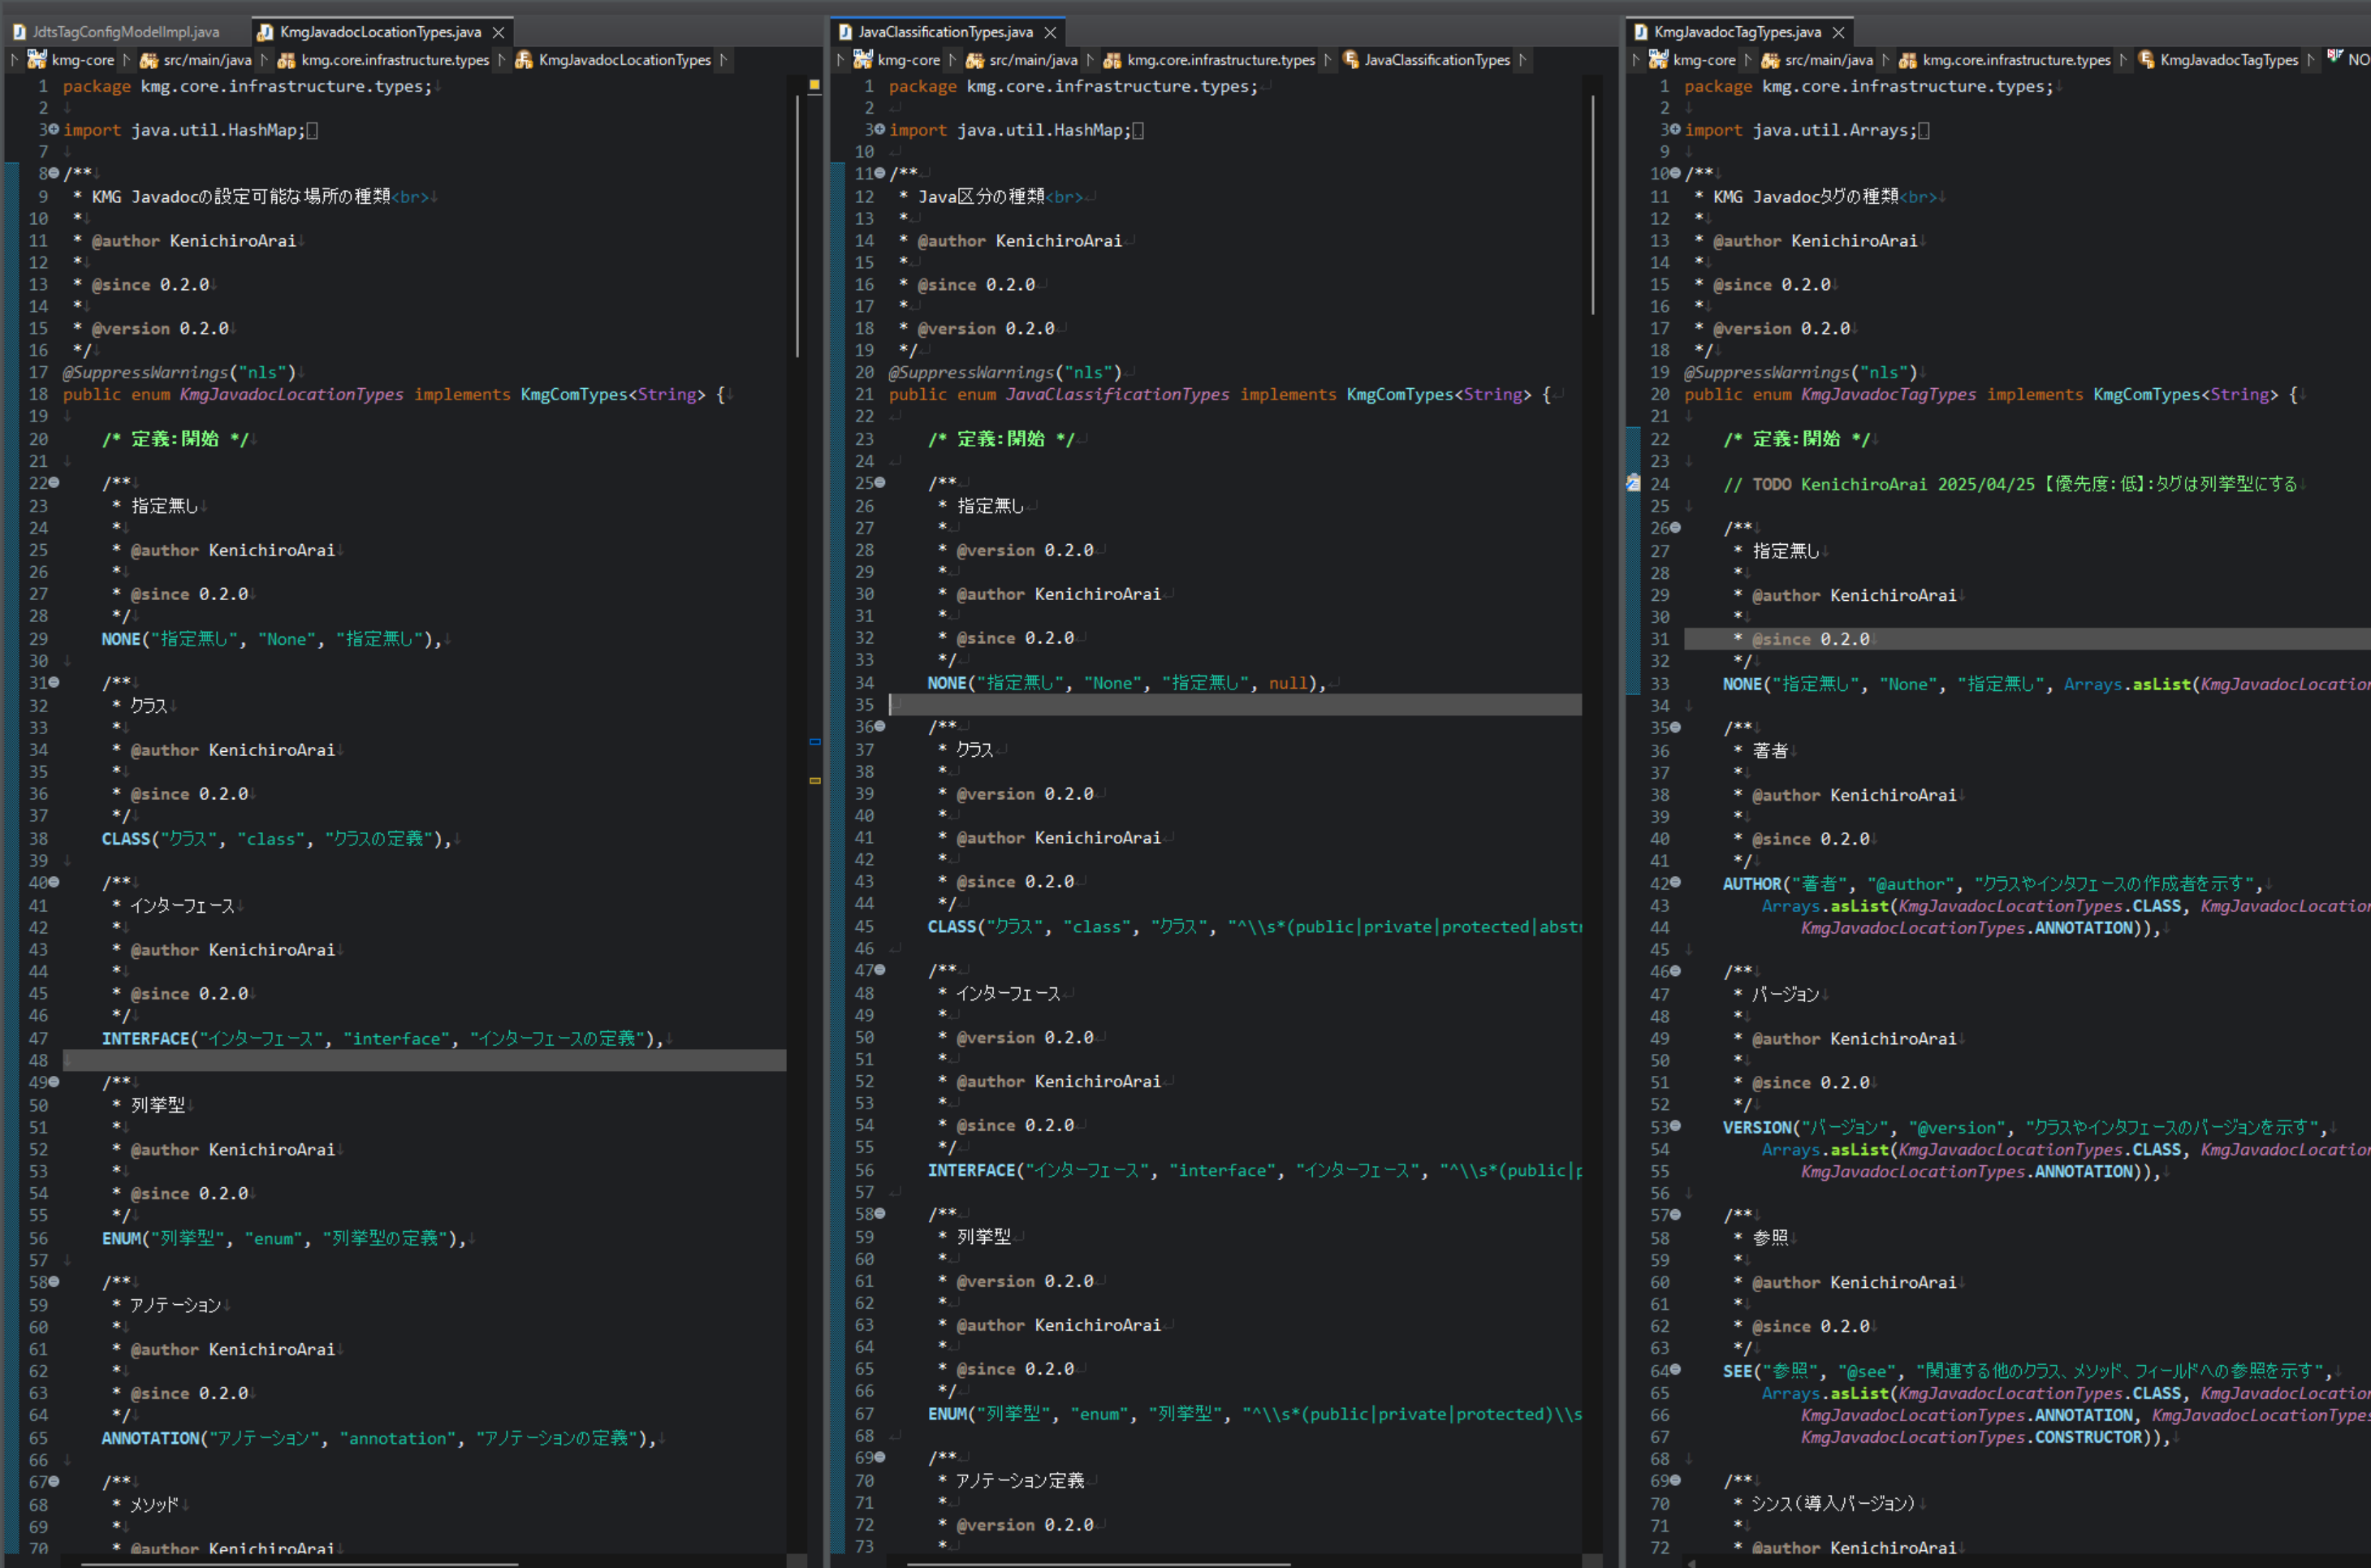 JdtsTagConfigModelImpl.java
KmgJavadocLocationTypes.java
kmg-core src/main/java kmg.core.infrastructure.types KmgJavadocLocationTypes
1 package kmg.core.infrastructure.types;
2
3 import java.util.HashMap;
7
8 /**
9 * KMG Javadocの設定可能な場所の種類<br>
10 *
11 * @author KenichiroArai
12 *
13 * @since 0.2.0
14 *
15 * @version 0.2.0
16 */
17 @SuppressWarnings("nls")
18 public enum KmgJavadocLocationTypes implements KmgComTypes<String> {
19
20 /* 定義:開始 */
21
22 /**
23 * 指定無し
24 *
25 * @author KenichiroArai
26 *
27 * @since 0.2.0
28 */
29 NONE("指定無し", "None", "指定無し"),
30
31 /**
32 * クラス
33 *
34 * @author KenichiroArai
35 *
36 * @since 0.2.0
37 */
38 CLASS("クラス", "class", "クラスの定義"),
39
40 /**
41 * インターフェース
42 *
43 * @author KenichiroArai
44 *
45 * @since 0.2.0
46 */
47 INTERFACE("インターフェース", "interface", "インターフェースの定義"),
48
49 /**
50 * 列挙型
51 *
52 * @author KenichiroArai
53 *
54 * @since 0.2.0
55 */
56 ENUM("列挙型", "enum", "列挙型の定義"),
57
58 /**
59 * アノテーション
60 *
61 * @author KenichiroArai
62 *
63 * @since 0.2.0
64 */
65 ANNOTATION("アノテーション", "annotation", "アノテーションの定義"),
66
67 /**
68 * メソッド
69 *
70 * @author KenichiroArai
JavaClassificationTypes.java
kmg-core src/main/java kmg.core.infrastructure.types JavaClassificationTypes
1 package kmg.core.infrastructure.types;
2
3 import java.util.HashMap;
10
11 /**
12 * Java区分の種類<br>
13 *
14 * @author KenichiroArai
15 *
16 * @since 0.2.0
17 *
18 * @version 0.2.0
19 */
20 @SuppressWarnings("nls")
21 public enum JavaClassificationTypes implements KmgComTypes<String> {
22
23 /* 定義:開始 */
24
25 /**
26 * 指定無し
27 *
28 * @version 0.2.0
29 *
30 * @author KenichiroArai
31 *
32 * @since 0.2.0
33 */
34 NONE("指定無し", "None", "指定無し", null),
35
36 /**
37 * クラス
38 *
39 * @version 0.2.0
40 *
41 * @author KenichiroArai
42 *
43 * @since 0.2.0
44 */
45 CLASS("クラス", "class", "クラス", "^\\s*(public|private|protected|abst
46
47 /**
48 * インターフェース
49 *
50 * @version 0.2.0
51 *
52 * @author KenichiroArai
53 *
54 * @since 0.2.0
55 */
56 INTERFACE("インターフェース", "interface", "インターフェース", "^\\s*(public|p
57
58 /**
59 * 列挙型
60 *
61 * @version 0.2.0
62 *
63 * @author KenichiroArai
64 *
65 * @since 0.2.0
66 */
67 ENUM("列挙型", "enum", "列挙型", "^\\s*(public|private|protected)\\s
68
69 /**
70 * アノテーション定義
71 *
72 * @version 0.2.0
73 *
KmgJavadocTagTypes.java
kmg-core src/main/java kmg.core.infrastructure.types KmgJavadocTagTypes NO
1 package kmg.core.infrastructure.types;
2
3 import java.util.Arrays;
9
10 /**
11 * KMG Javadocタグの種類<br>
12 *
13 * @author KenichiroArai
14 *
15 * @since 0.2.0
16 *
17 * @version 0.2.0
18 */
19 @SuppressWarnings("nls")
20 public enum KmgJavadocTagTypes implements KmgComTypes<String> {
21
22 /* 定義:開始 */
23
24 // TODO KenichiroArai 2025/04/25 【優先度:低】:タグは列挙型にする
25
26 /**
27 * 指定無し
28 *
29 * @author KenichiroArai
30 *
31 * @since 0.2.0
32 */
33 NONE("指定無し", "None", "指定無し", Arrays.asList(KmgJavadocLocation
34
35 /**
36 * 著者
37 *
38 * @author KenichiroArai
39 *
40 * @since 0.2.0
41 */
42 AUTHOR("著者", "@author", "クラスやインタフェースの作成者を示す",
43 Arrays.asList(KmgJavadocLocationTypes.CLASS, KmgJavadocLocation
44 KmgJavadocLocationTypes.ANNOTATION)),
45
46 /**
47 * バージョン
48 *
49 * @author KenichiroArai
50 *
51 * @since 0.2.0
52 */
53 VERSION("バージョン", "@version", "クラスやインタフェースのバージョンを示す",
54 Arrays.asList(KmgJavadocLocationTypes.CLASS, KmgJavadocLocation
55 KmgJavadocLocationTypes.ANNOTATION)),
56
57 /**
58 * 参照
59 *
60 * @author KenichiroArai
61 *
62 * @since 0.2.0
63 */
64 SEE("参照", "@see", "関連する他のクラス、メソッド、フィールドへの参照を示す",
65 Arrays.asList(KmgJavadocLocationTypes.CLASS, KmgJavadocLocation
66 KmgJavadocLocationTypes.ANNOTATION, KmgJavadocLocationTypes
67 KmgJavadocLocationTypes.CONSTRUCTOR)),
68
69 /**
70 * シンス(導入バージョン)
71 *
72 * @author KenichiroArai